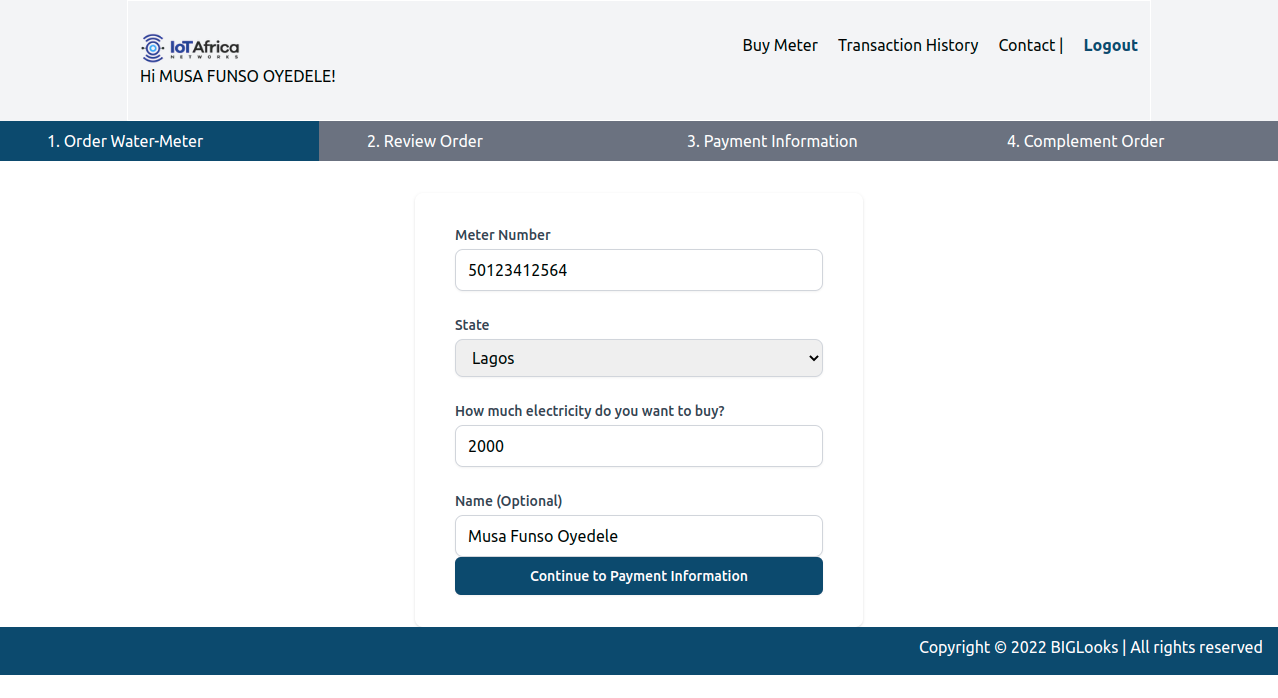 IoTAfrica
NETWORKS
Buy Meter Transaction History Contact | Logout
Hi MUSA FUNSO OYEDELE!
1. Order Water-Meter 2. Review Order 3. Payment Information 4. Complement Order
Meter Number
50123412564
State
Lagos
How much electricity do you want to buy?
2000
Name (Optional)
Musa Funso Oyedele
Continue to Payment Information
Copyright © 2022 BIGLooks | All rights reserved